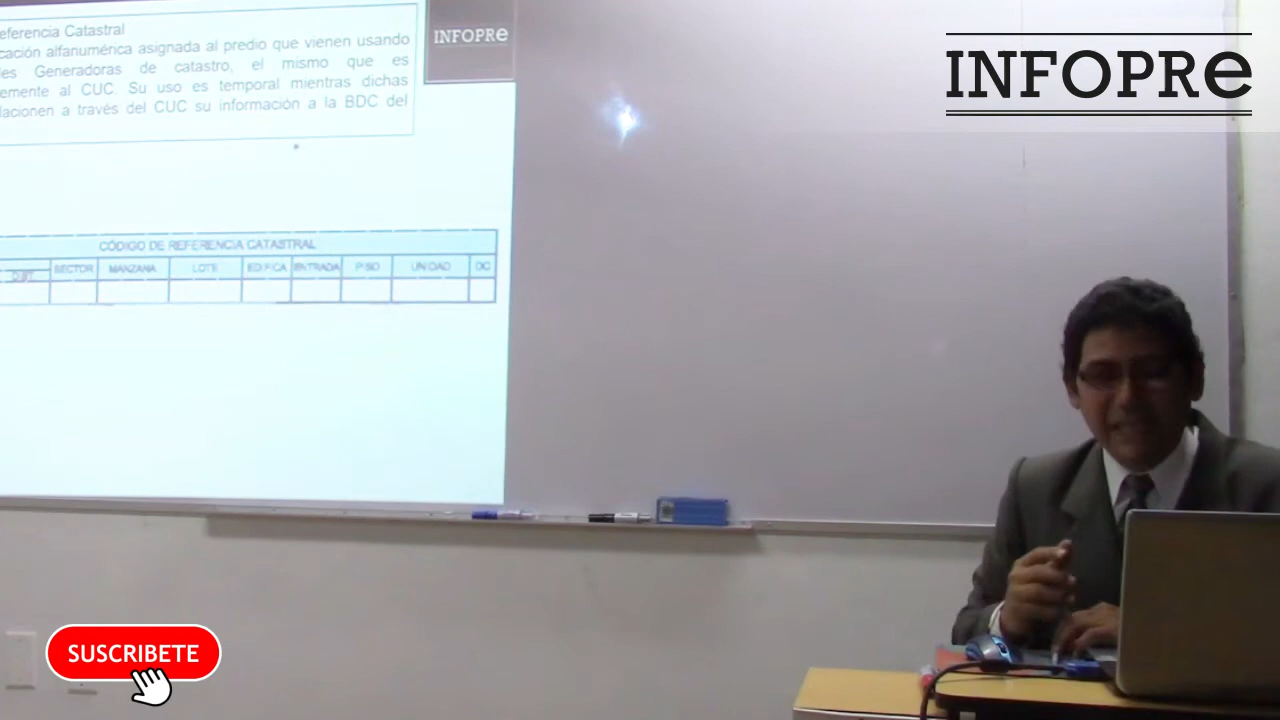 eferencia Catastral
cación alfanumérica asignada al predio que vienen usando
les Generadoras de catastro, el mismo que es
emente al CUC. Su uso es temporal mientras dichas
lacionen a través del CUC su información a la BDC del
INFOPRe
INFOPRe
CÓDIGO DE REFERENCIA CATASTRAL
SECTOR MANZANA LOTE EDIFICA ENTRADA PISO UNIDAD DC
SUSCRIBETE